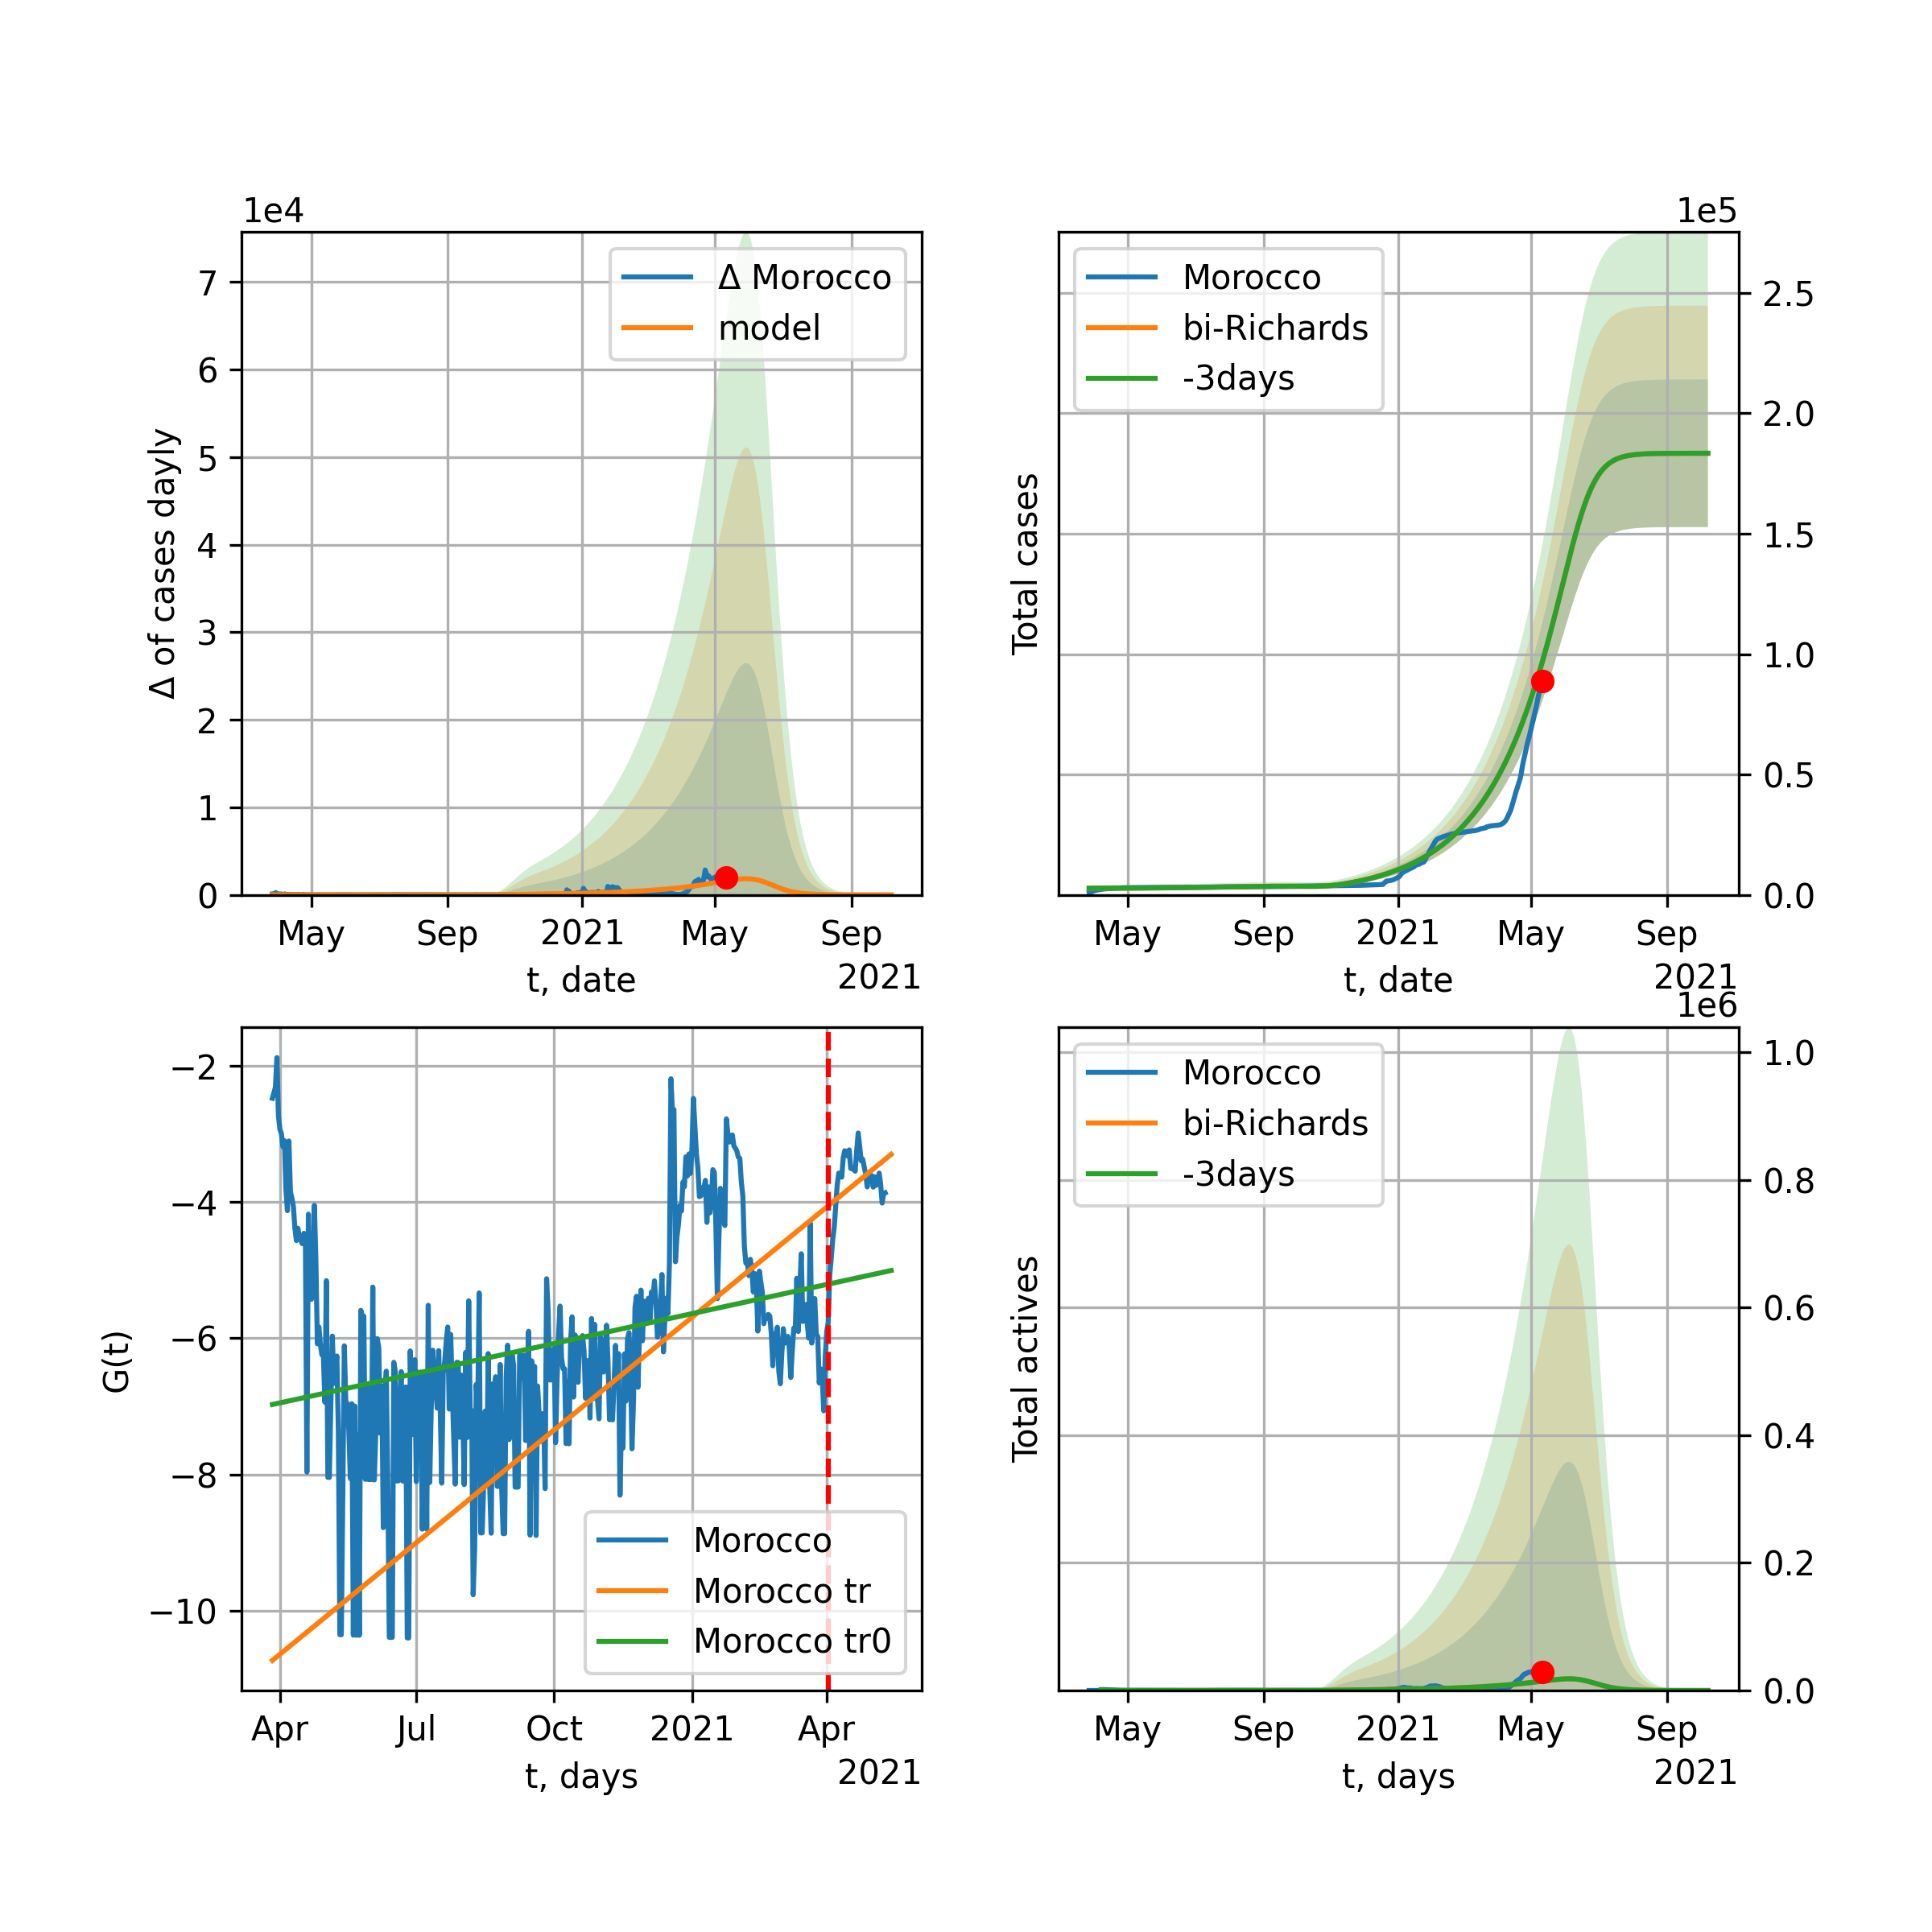 1e4
Δ of cases dayly
7
6
5
4
3
2
1
0
Δ Morocco
model
May Sep 2021 May Sep
t, date
2021
1e5
Total cases
Morocco
bi-Richards
-3days
2.5
2.0
1.5
1.0
0.5
0.0
May Sep 2021 May Sep
t, date
2021
G(t)
−2
−4
−6
−8
−10
Morocco
Morocco tr
Morocco tr0
Apr Jul Oct 2021 Apr
t, days
2021
1e6
Total actives
Morocco
bi-Richards
-3days
1.0
0.8
0.6
0.4
0.2
0.0
May Sep 2021 May Sep
t, days
2021